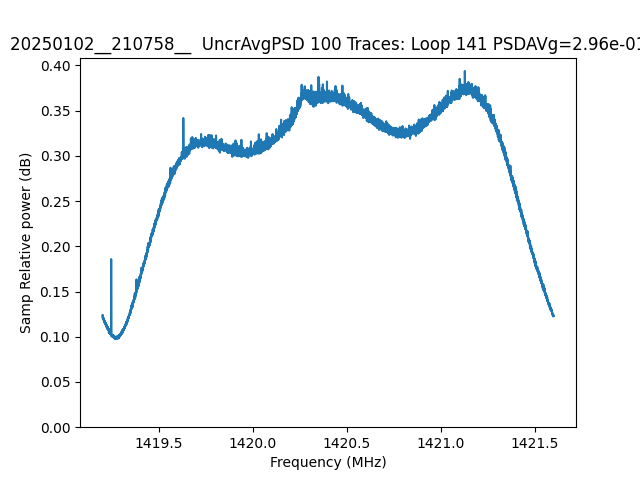 20250102__210758__ UncrAvgPSD 100 Traces: Loop 141 PSDAVg=2.96e-01
0.40
0.35
0.30
0.25
0.20
0.15
0.10
0.05
0.00
Samp Relative power (dB)
1419.5 1420.0 1420.5 1421.0 1421.5
Frequency (MHz)